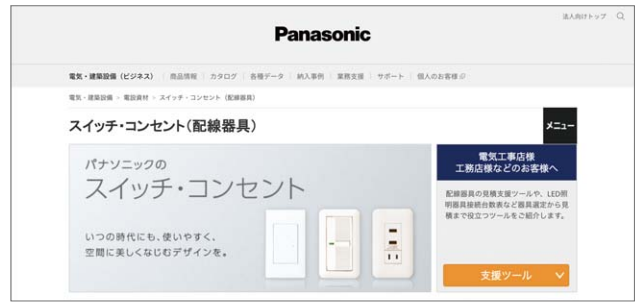 法人向けトップ
Panasonic
電気・建築設備（ビジネス） 商品情報 カタログ 各種データ 納入事例 業務支援 サポート 個人のお客様
電気・建築設備 > 電設資材 > スイッチ・コンセント（配線器具）
スイッチ・コンセント（配線器具）
メニュー
パナソニックの
スイッチ・コンセント
いつの時代にも、使いやすく、
空間に美しくなじむデザインを。
電気工事店様
工務店様などのお客様へ
配線器具の見積支援ツールや、LED照
明器具接続台数表など器具選定から見
積まで役立つツールをご紹介します。
支援ツール